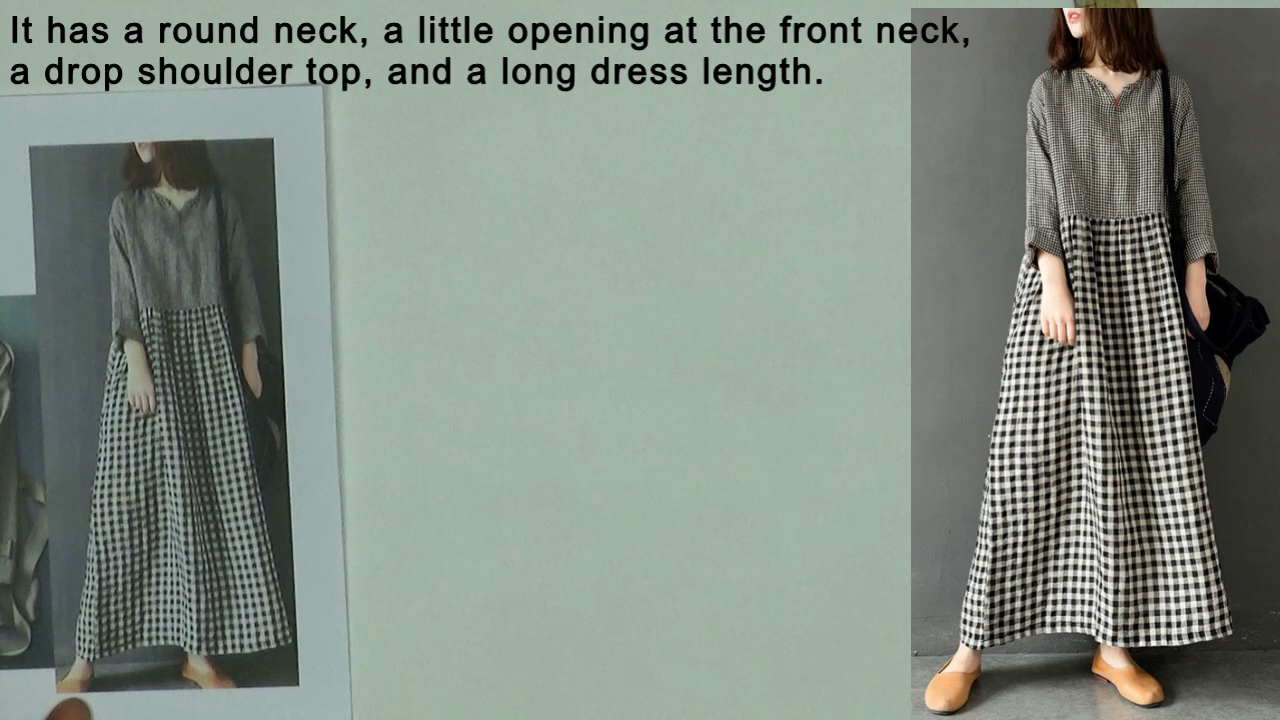 It has a round neck, a little opening at the front neck,
a drop shoulder top, and a long dress length.